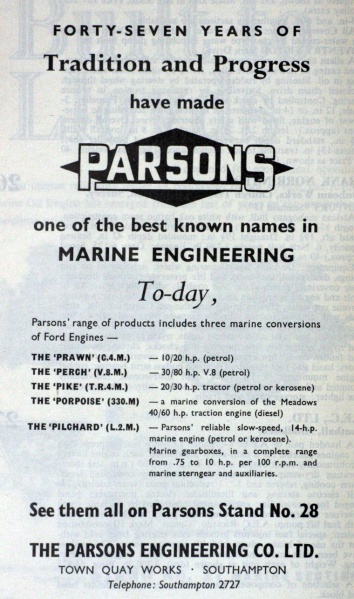 FORTY-SEVEN YEARS OF
Tradition and Progress
have made
PARSONS
one of the best known names in
MARINE ENGINEERING
To-day,
Parsons' range of products includes three marine conversions
of Ford Engines —
THE 'PRAWN' (C.4.M.) — 10/20 h.p. (petrol)
THE 'PERCH' (V.8.M.) — 30/80 h.p. V.8 (petrol)
THE 'PIKE' (T.R.4.M.) — 20/30 h.p. tractor (petrol or kerosene)
THE 'PORPOISE' (330.M) — a marine conversion of the Meadows
40/60 h.p. traction engine (diesel)
THE 'PILCHARD' (L.2.M.) — Parsons' reliable slow-speed, 14-h.p.
marine engine (petrol or kerosene).
Marine gearboxes, in a complete range
from .75 to 10 h.p. per 100 r.p.m. and
marine sterngear and auxiliaries.
See them all on Parsons Stand No. 28
THE PARSONS ENGINEERING CO. LTD.
TOWN QUAY WORKS · SOUTHAMPTON
Telephone: Southampton 2727